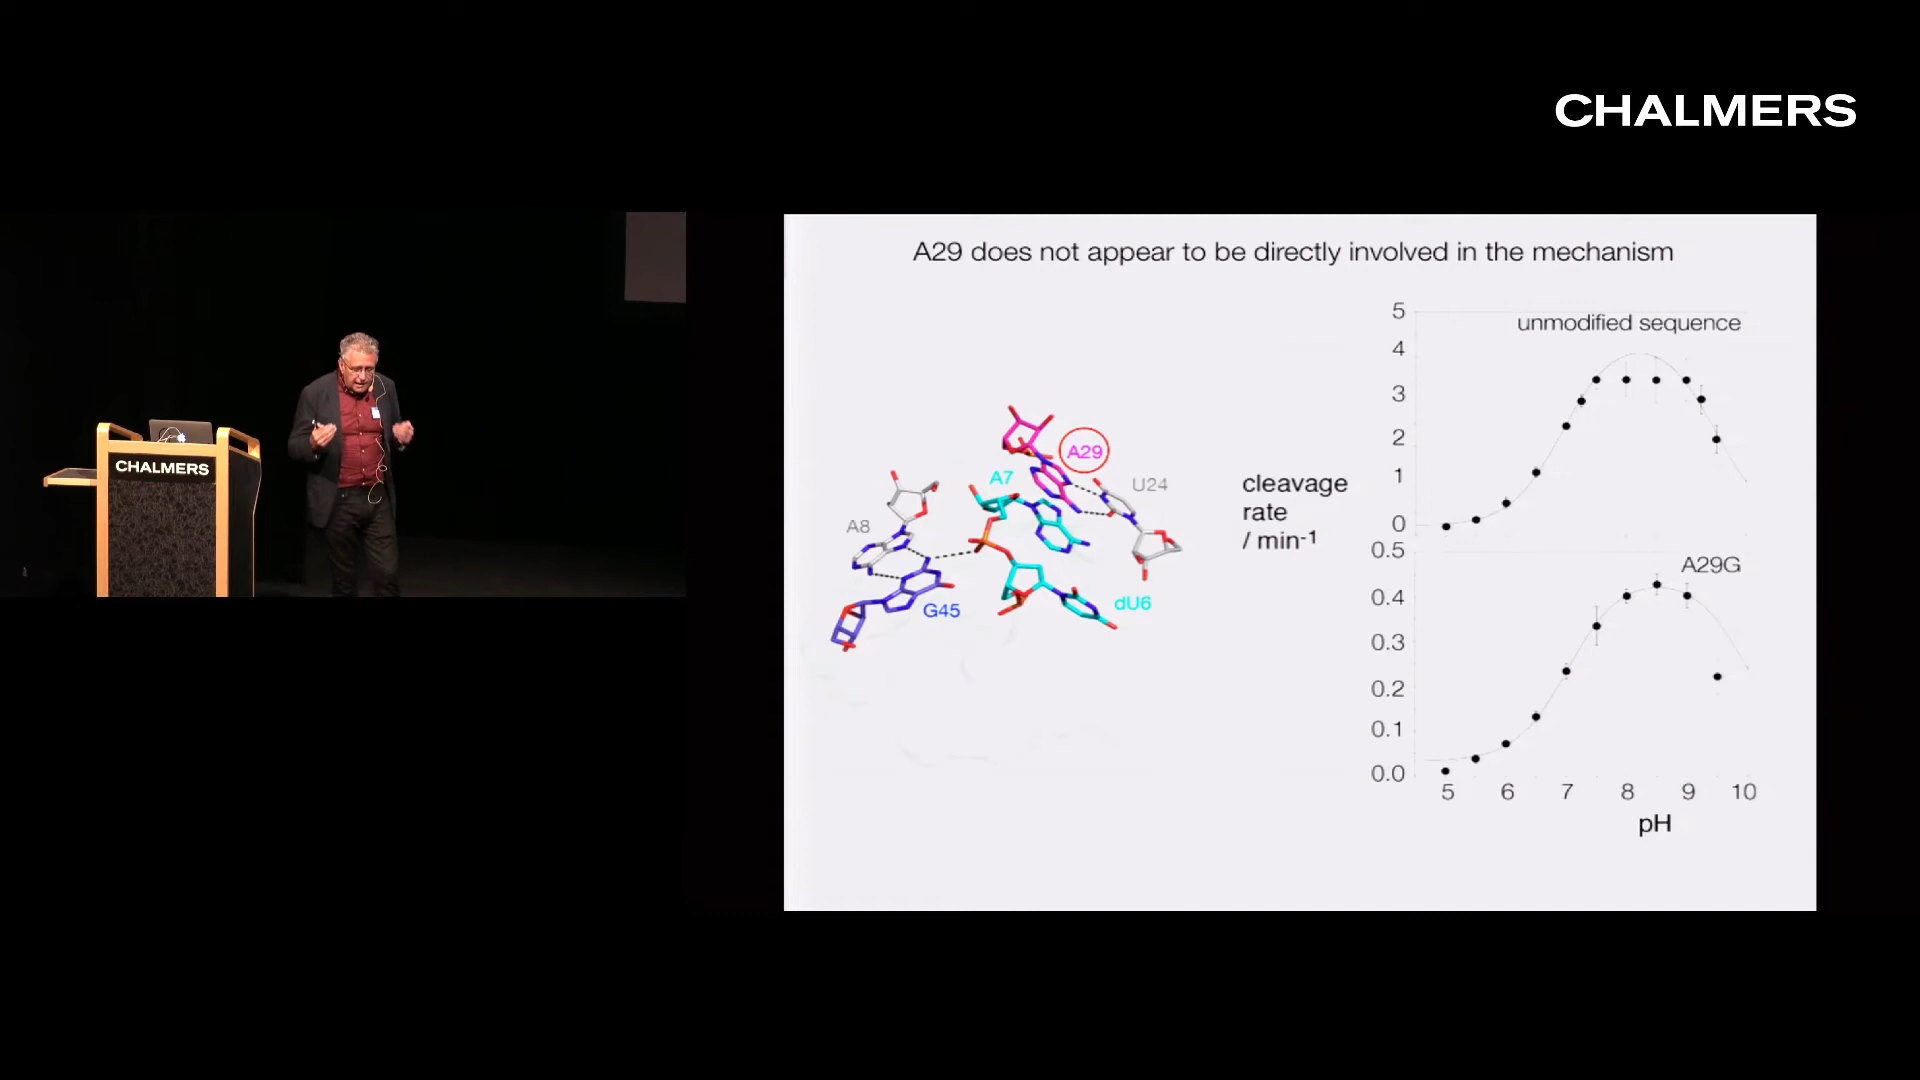 CHALMERS
CHALMERS
A29 does not appear to be directly involved in the mechanism
A29
A7
U24
A8
G45
dU6
cleavage
rate
/ min-1
5
unmodified sequence
4
3
2
1
0
0.5
A29G
0.4
0.3
0.2
0.1
0.0
5 6 7 8 9 10
pH